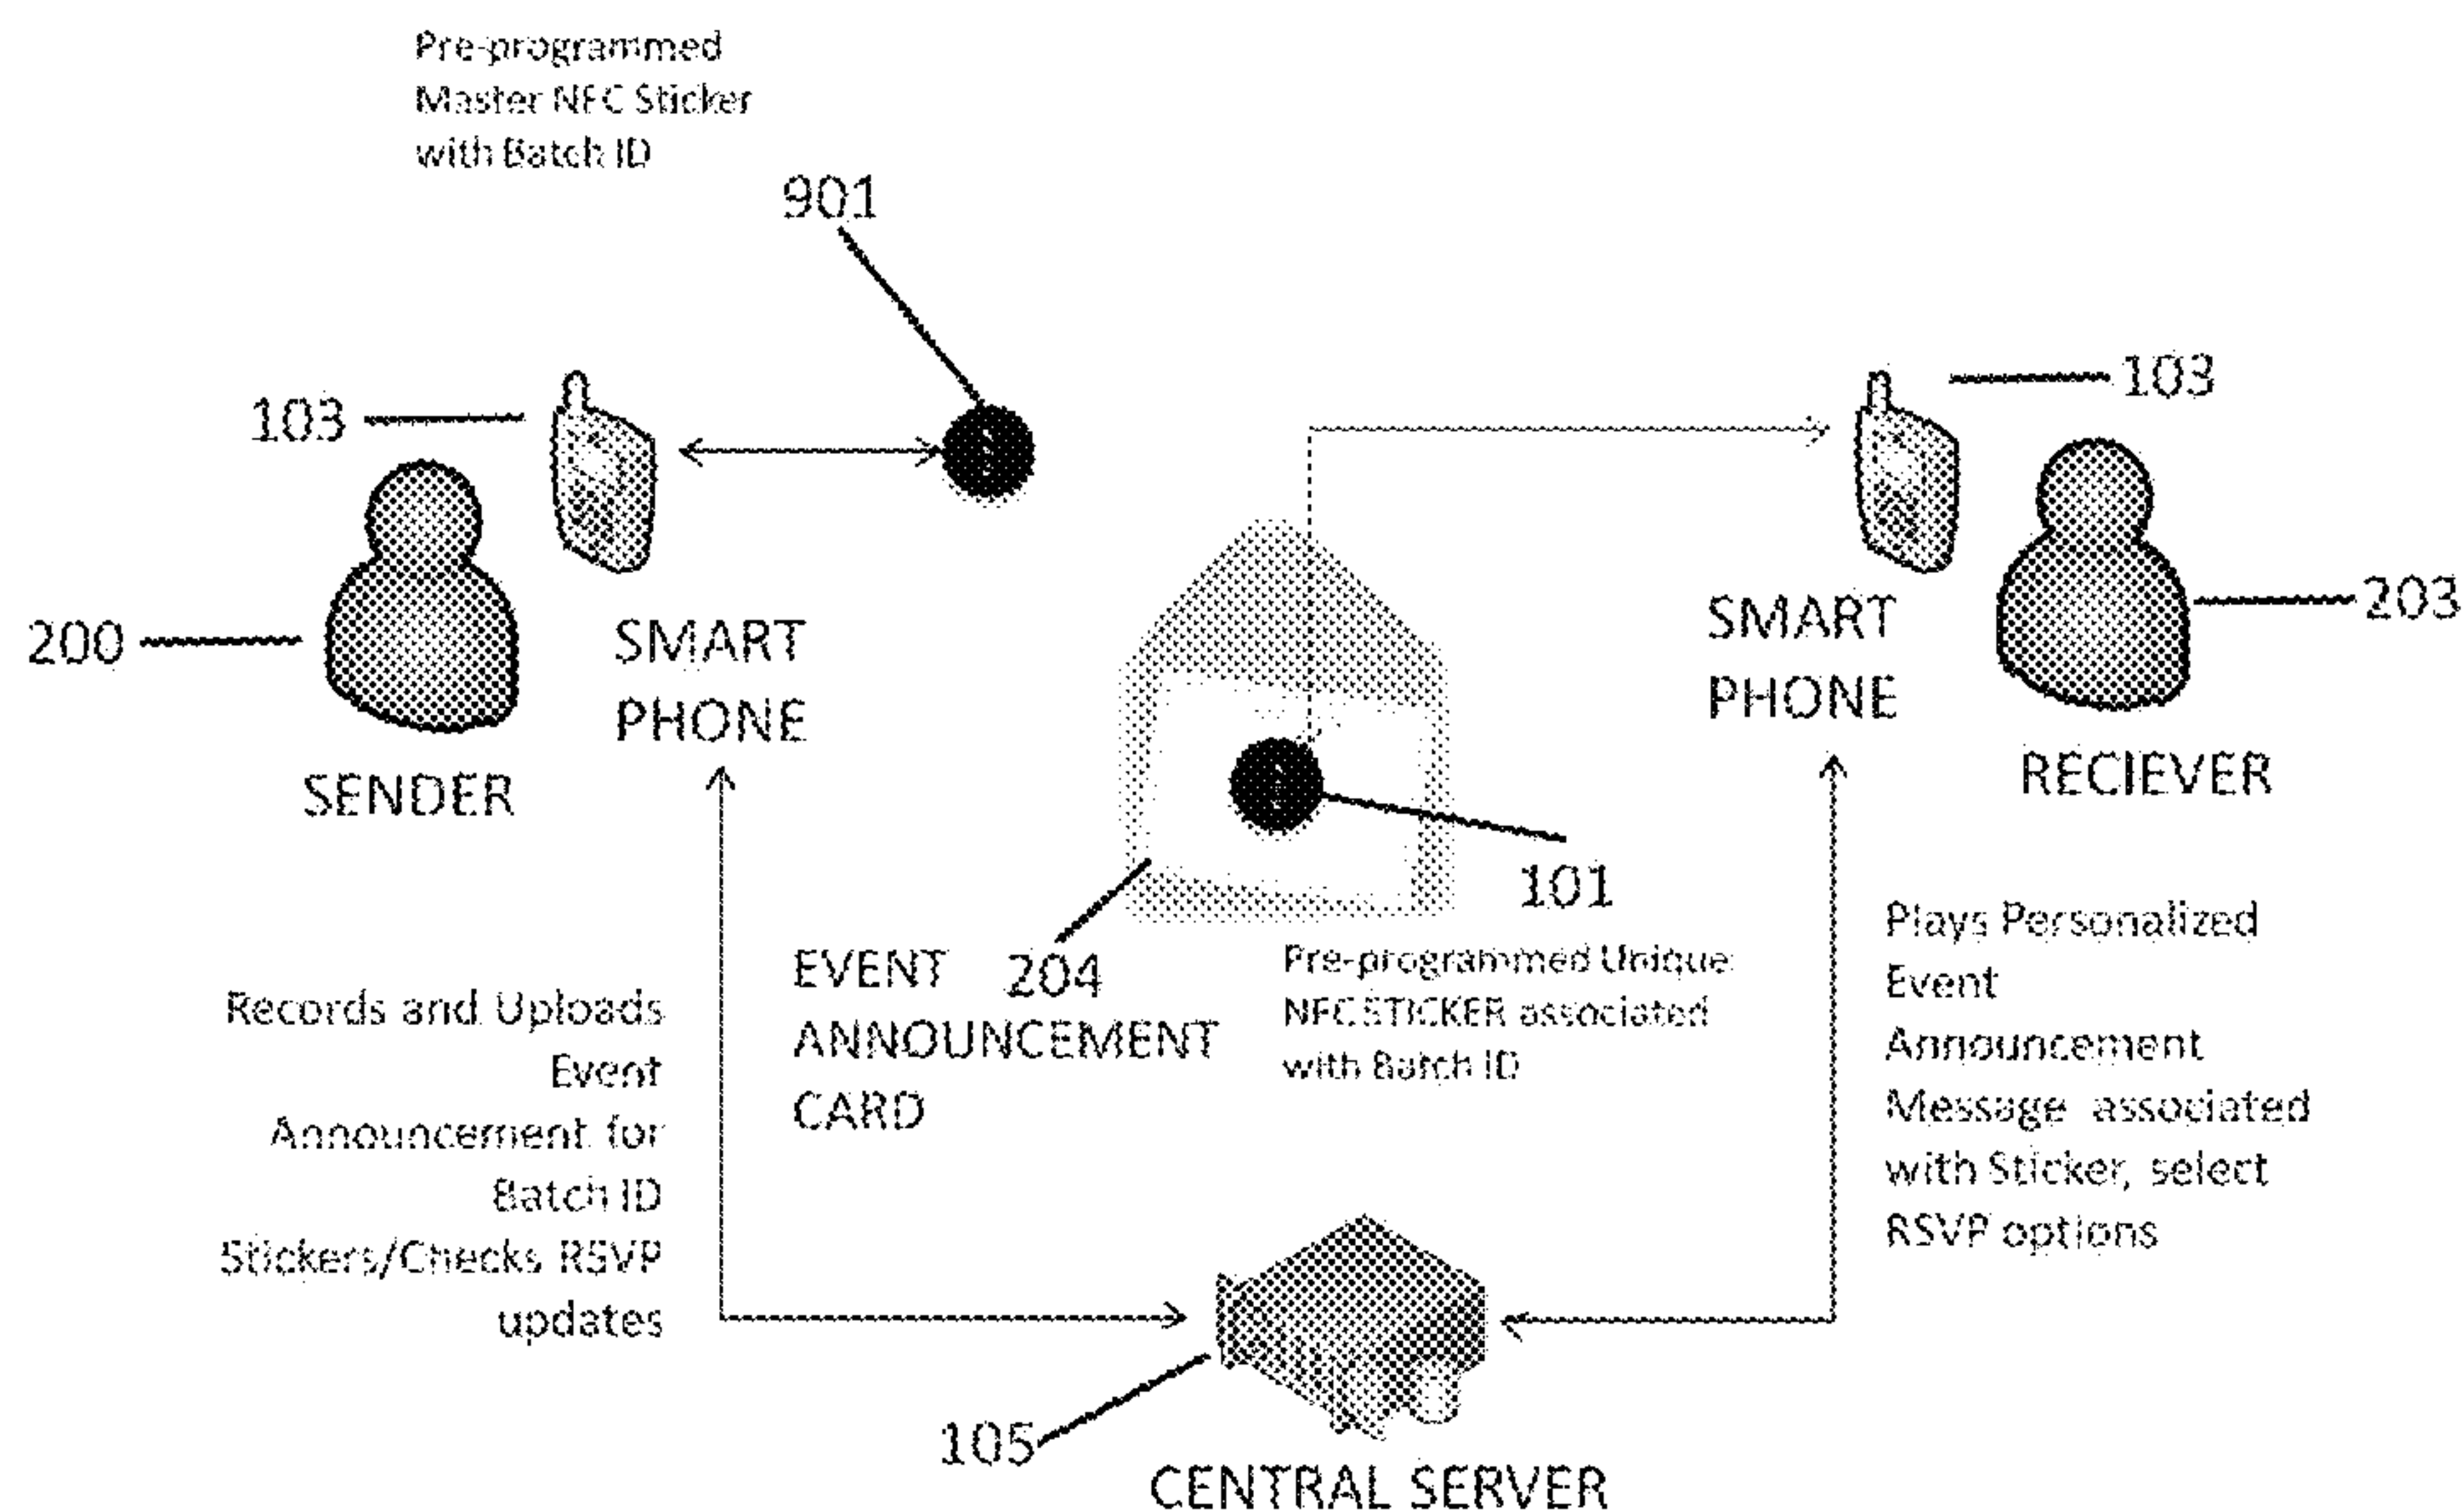 Pre-programmed
Master NFC Sticker
with Batch ID
901
103
103
200
203
SMART
PHONE
SENDER
SMART
PHONE
RECIEVER
101
EVENT 204
ANNOUNCEMENT
CARD
Pre-programmed Unique
NFC STICKER associated
with Batch ID
Records and Uploads
Event
Announcement for
Batch ID
Stickers/Checks RSVP
updates
Plays Personalized
Event
Announcement
Message associated
with Sticker, select
RSVP options
105
CENTRAL SERVER